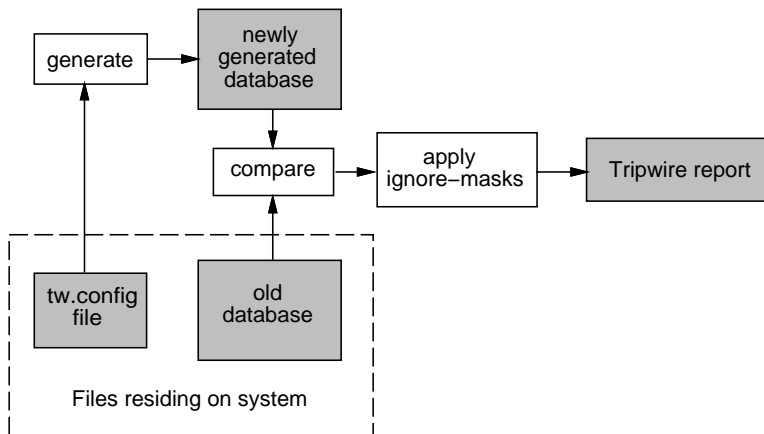 generate
newly
generated
database
compare
apply
ignore−masks
Tripwire report
tw.config
file
old
database
Files residing on system